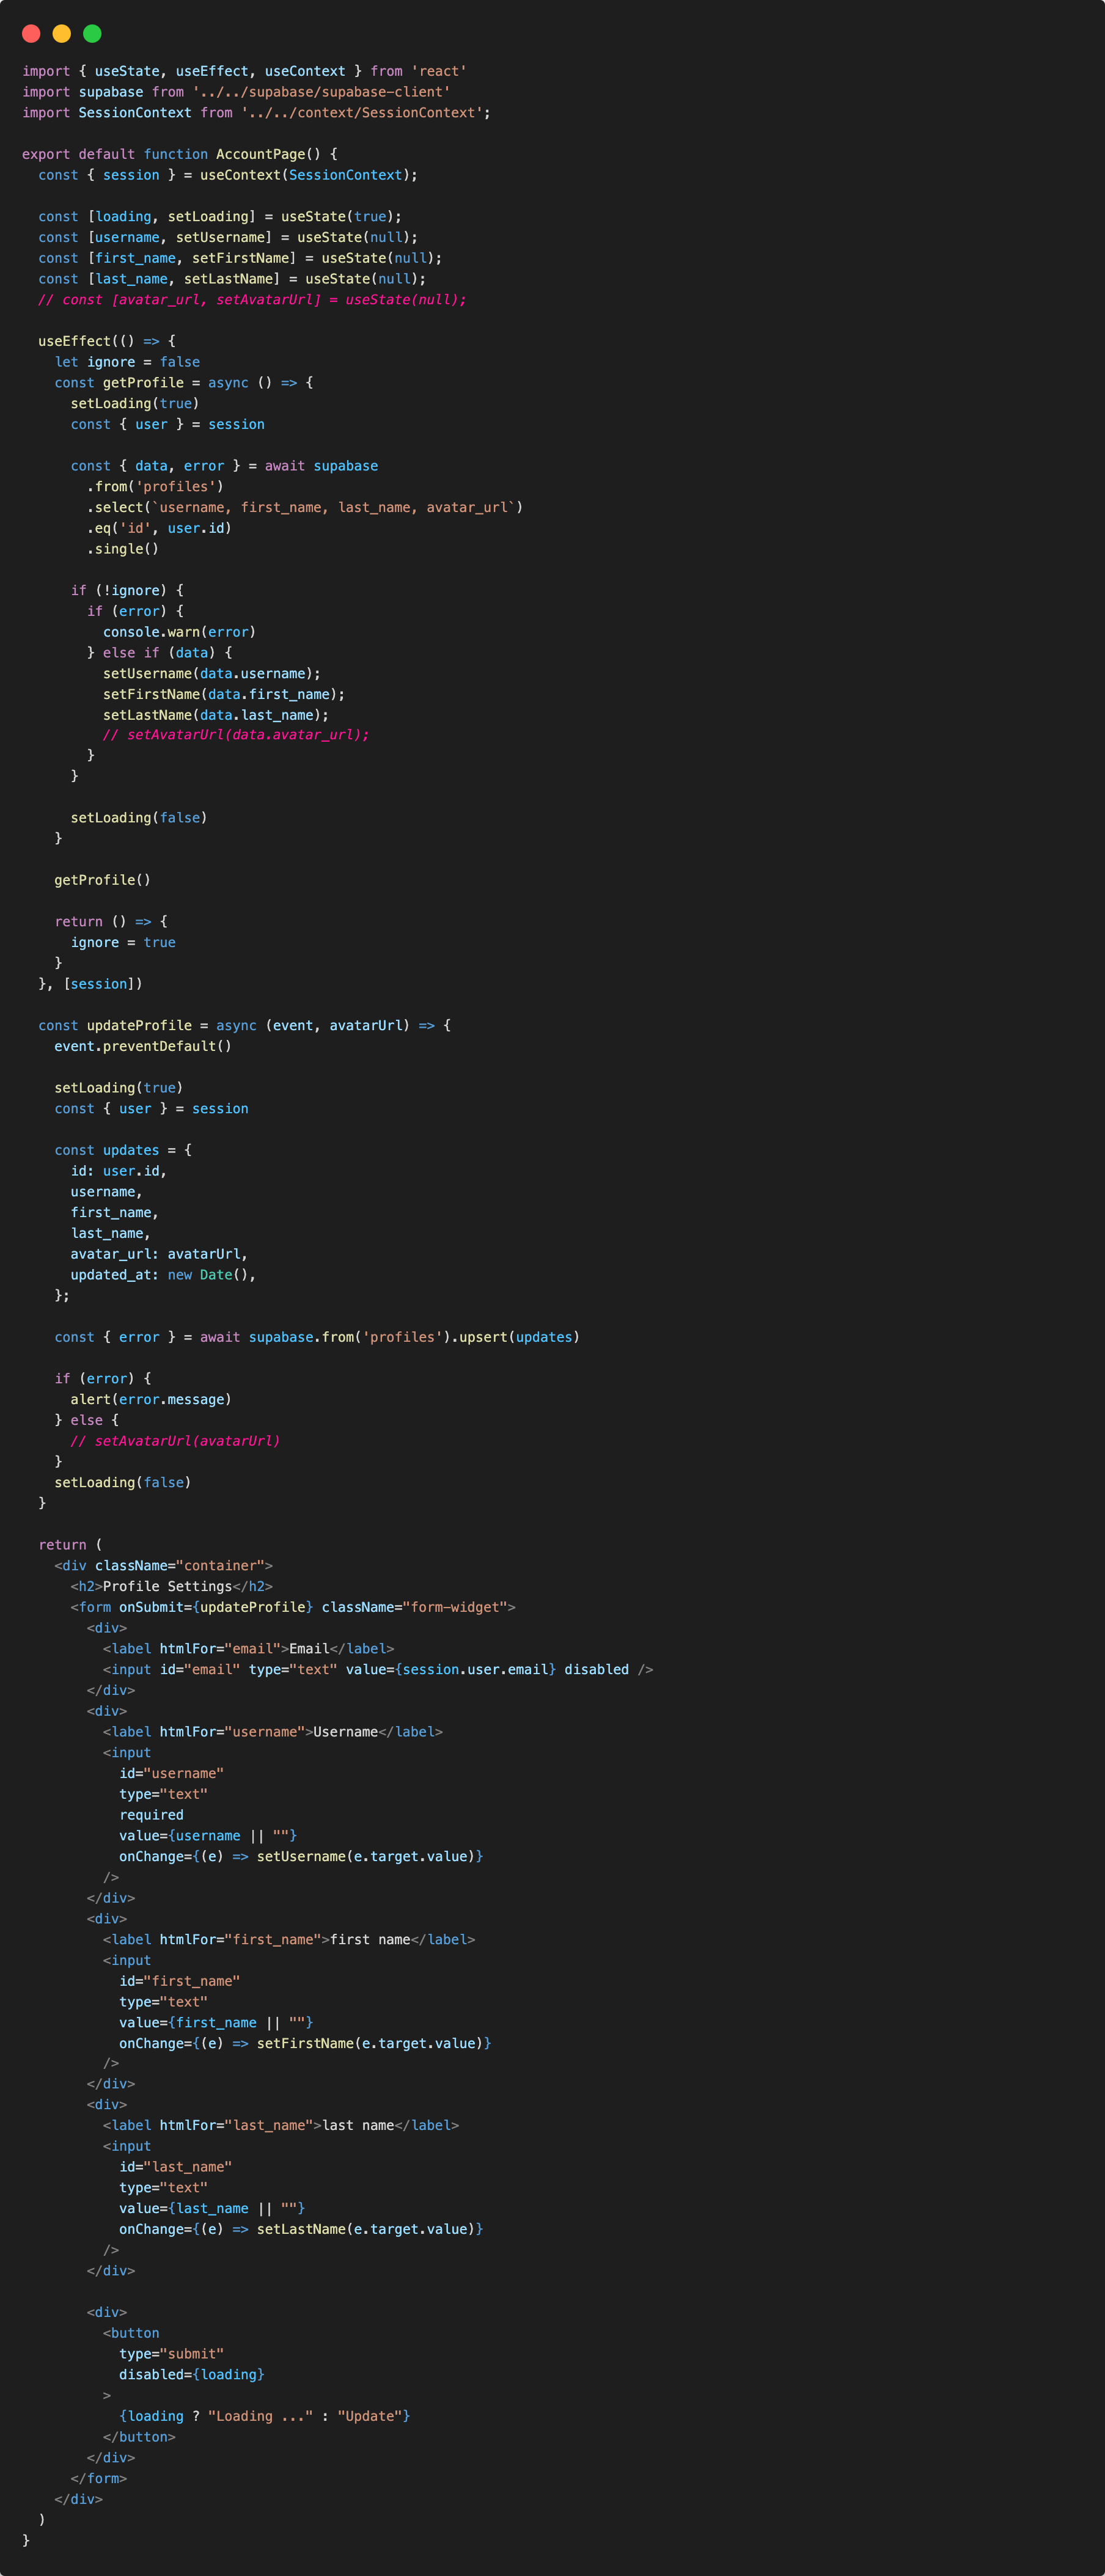 import { useState, useEffect, useContext } from 'react'
import supabase from '../../supabase/supabase-client'
import SessionContext from '../../context/SessionContext';

export default function AccountPage() {
  const { session } = useContext(SessionContext);

  const [loading, setLoading] = useState(true);
  const [username, setUsername] = useState(null);
  const [first_name, setFirstName] = useState(null);
  const [last_name, setLastName] = useState(null);
  // const [avatar_url, setAvatarUrl] = useState(null);

  useEffect(() => {
    let ignore = false
    const getProfile = async () => {
      setLoading(true)
      const { user } = session

      const { data, error } = await supabase
        .from('profiles')
        .select(`username, first_name, last_name, avatar_url`)
        .eq('id', user.id)
        .single()

      if (!ignore) {
        if (error) {
          console.warn(error)
        } else if (data) {
          setUsername(data.username);
          setFirstName(data.first_name);
          setLastName(data.last_name);
          // setAvatarUrl(data.avatar_url);
        }
      }

      setLoading(false)
    }

    getProfile()

    return () => {
      ignore = true
    }
  }, [session])

  const updateProfile = async (event, avatarUrl) => {
    event.preventDefault()

    setLoading(true)
    const { user } = session

    const updates = {
      id: user.id,
      username,
      first_name,
      last_name,
      avatar_url: avatarUrl,
      updated_at: new Date(),
    };

    const { error } = await supabase.from('profiles').upsert(updates)

    if (error) {
      alert(error.message)
    } else {
      // setAvatarUrl(avatarUrl)
    }
    setLoading(false)
  }

  return (
    <div className="container">
      <h2>Profile Settings</h2>
      <form onSubmit={updateProfile} className="form-widget">
        <div>
          <label htmlFor="email">Email</label>
          <input id="email" type="text" value={session.user.email} disabled />
        </div>
        <div>
          <label htmlFor="username">Username</label>
          <input
            id="username"
            type="text"
            required
            value={username || ""}
            onChange={(e) => setUsername(e.target.value)}
          />
        </div>
        <div>
          <label htmlFor="first_name">first name</label>
          <input
            id="first_name"
            type="text"
            value={first_name || ""}
            onChange={(e) => setFirstName(e.target.value)}
          />
        </div>
        <div>
          <label htmlFor="last_name">last name</label>
          <input
            id="last_name"
            type="text"
            value={last_name || ""}
            onChange={(e) => setLastName(e.target.value)}
          />
        </div>

        <div>
          <button
            type="submit"
            disabled={loading}
          >
            {loading ? "Loading ..." : "Update"}
          </button>
        </div>
      </form>
    </div>
  )
}